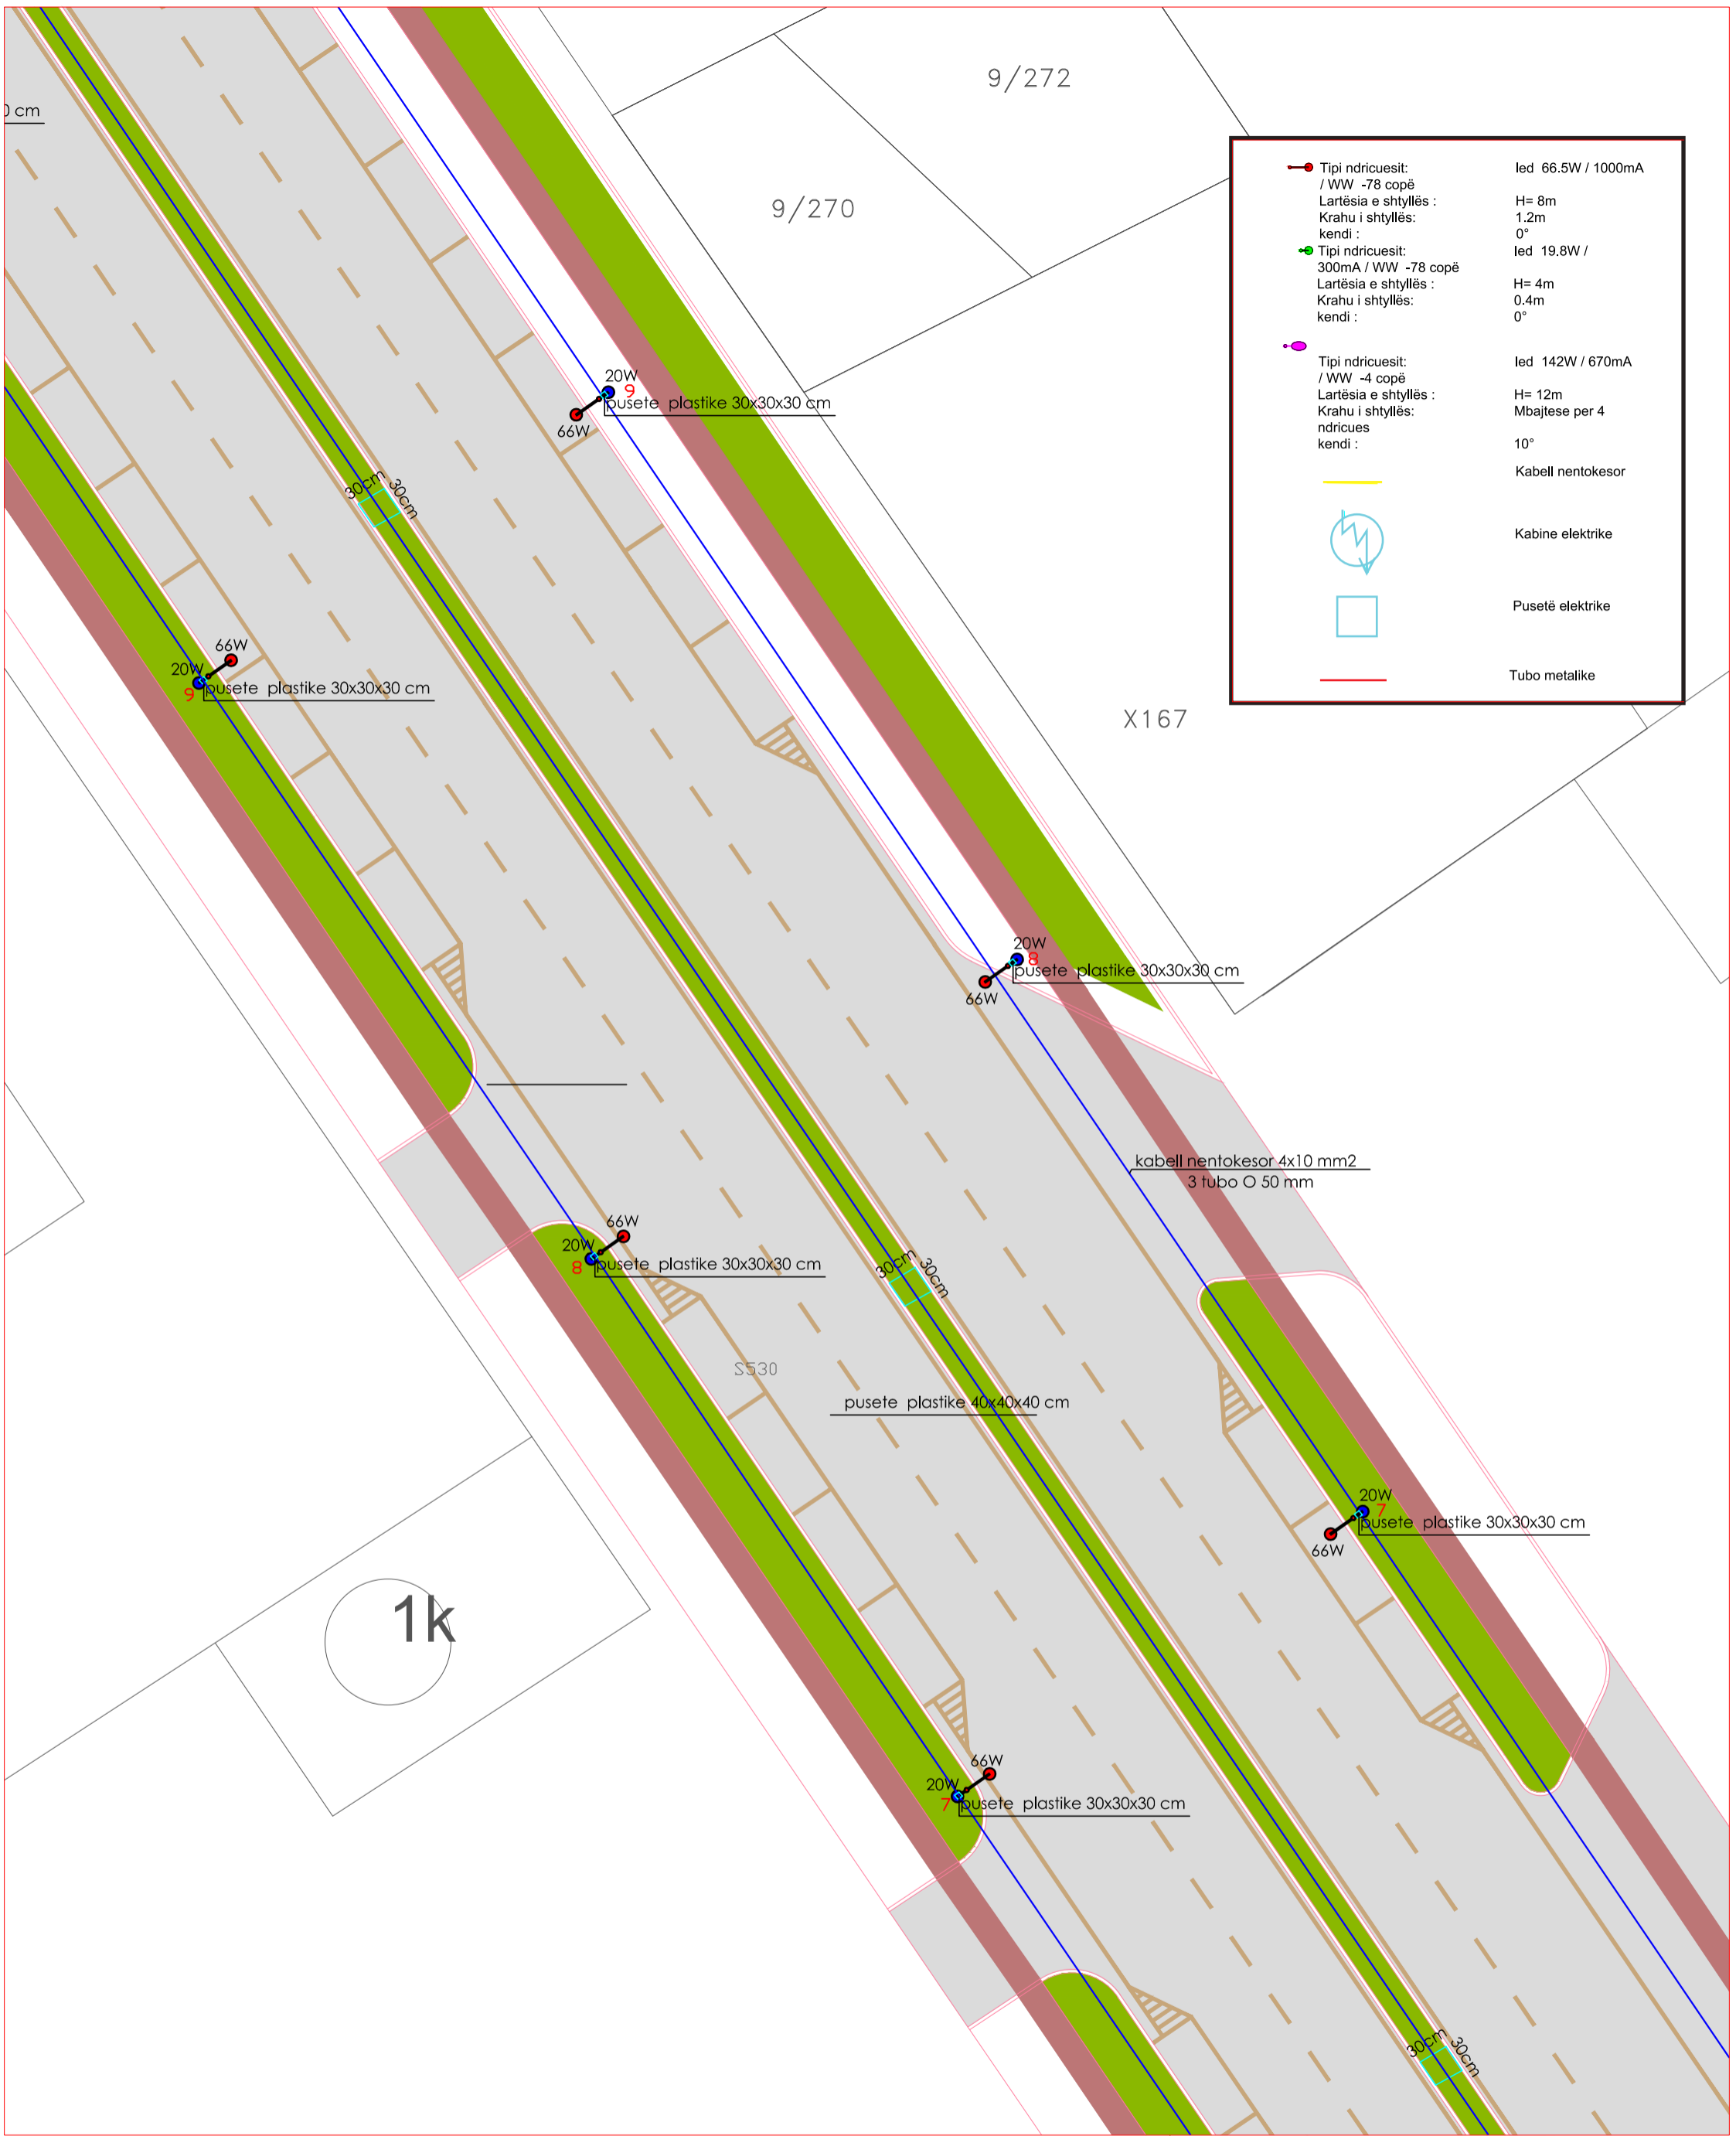 9/272
0 cm
9/270
Tipi ndricuesit: led 66.5W / 1000mA
/ WW -78 copë
Lartësia e shtyllës : H= 8m
Krahu i shtyllës: 1.2m
kendi : 0°
Tipi ndricuesit: led 19.8W /
300mA / WW -78 copë
Lartësia e shtyllës : H= 4m
Krahu i shtyllës: 0.4m
kendi : 0°
Tipi ndricuesit: led 142W / 670mA
/ WW -4 copë
Lartësia e shtyllës : H= 12m
Krahu i shtyllës: Mbajtese per 4
ndricues
kendi : 10°
Kabell nentokesor
Kabine elektrike
Pusetë elektrike
Tubo metalike
20W
9
pusete plastike 30x30x30 cm
66W
30cm 30cm
66W
20W
9
pusete plastike 30x30x30 cm
X167
20W
8
pusete plastike 30x30x30 cm
66W
kabell nentokesor 4x10 mm2
3 tubo O 50 mm
66W
20W
8
pusete plastike 30x30x30 cm
30cm 30cm
S530
pusete plastike 40x40x40 cm
20W
7
pusete plastike 30x30x30 cm
66W
1k
66W
20W
7
pusete plastike 30x30x30 cm
30cm 30cm